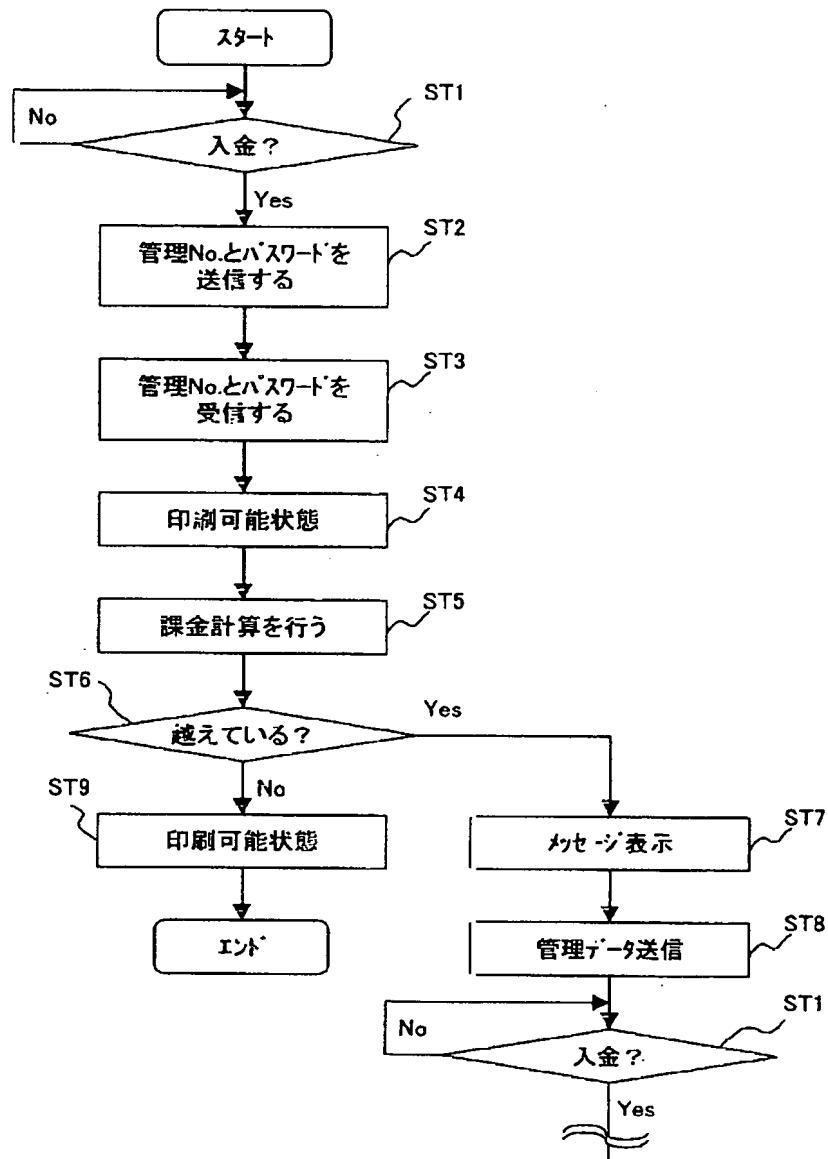 スタート
ST1
No
入金?
Yes
ST2
管理No.とパスワードを
送信する
ST3
管理No.とパスワードを
受信する
ST4
印刷可能状態
ST5
課金計算を行う
ST6
越えている?
Yes
No
ST9
印刷可能状態
エンド
ST7
メッセージ表示
ST8
管理データ送信
ST1
No
入金?
Yes